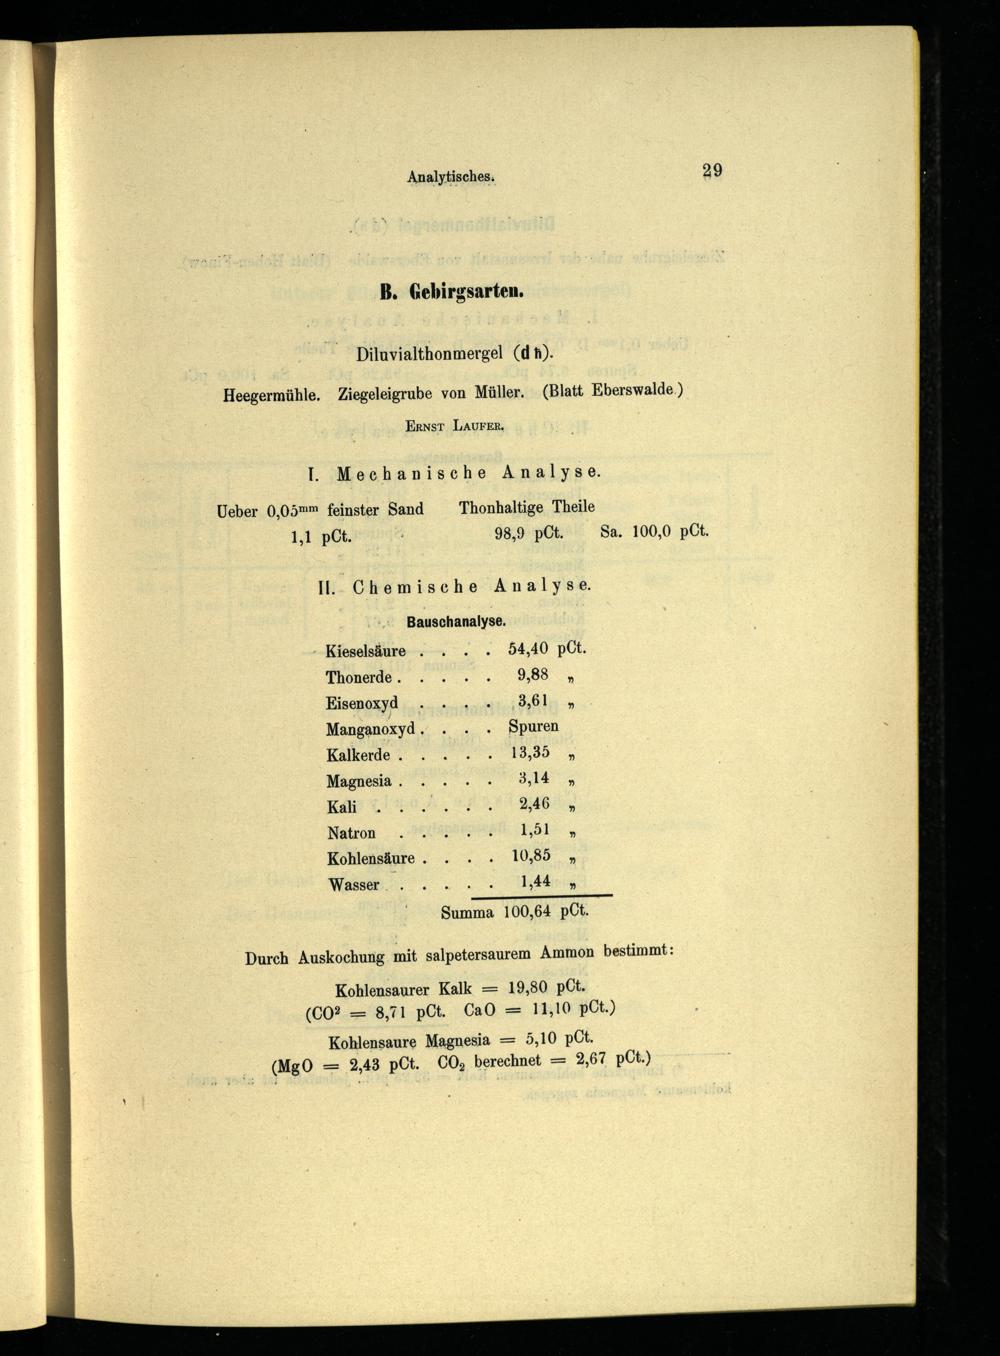 Analytisches. 29
B. Gebirgsarten.
Diluvialthonmergel (dh).
Heegermühle. Ziegeleigrube von Müller. (Blatt Eberswalde.)
ERNST LAUFER.
I. Mechanische Analyse.
Ueber 0,05mm feinster Sand Thonhaltige Theile
1,1 pCt. 98,9 pCt. Sa. 100,0 pCt.
II. Chemische Analyse.
Bauschanalyse.
Kieselsäure . . . . 54,40 pCt.
Thonerde . . . . . 9,88 „
Eisenoxyd . . . . 3,61 „
Manganoxyd . . . . Spuren
Kalkerde . . . . . 13,35 „
Magnesia . . . . . 3,14 „
Kali . . . . . . 2,46 „
Natron . . . . . 1,51 „
Kohlensäure . . . . 10,85 „
Wasser . . . . . 1,44 „
Summa 100,64 pCt.
Durch Auskochung mit salpetersaurem Ammon bestimmt:
Kohlensaurer Kalk = 19,80 pCt.
(CO² = 8,71 pCt. CaO = 11,10 pCt.)
Kohlensaure Magnesia = 5,10 pCt.
(MgO = 2,43 pCt. CO₂ berechnet = 2,67 pCt.)